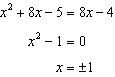 x² + 8x − 5 = 8x − 4
x² − 1 = 0
x = ±1